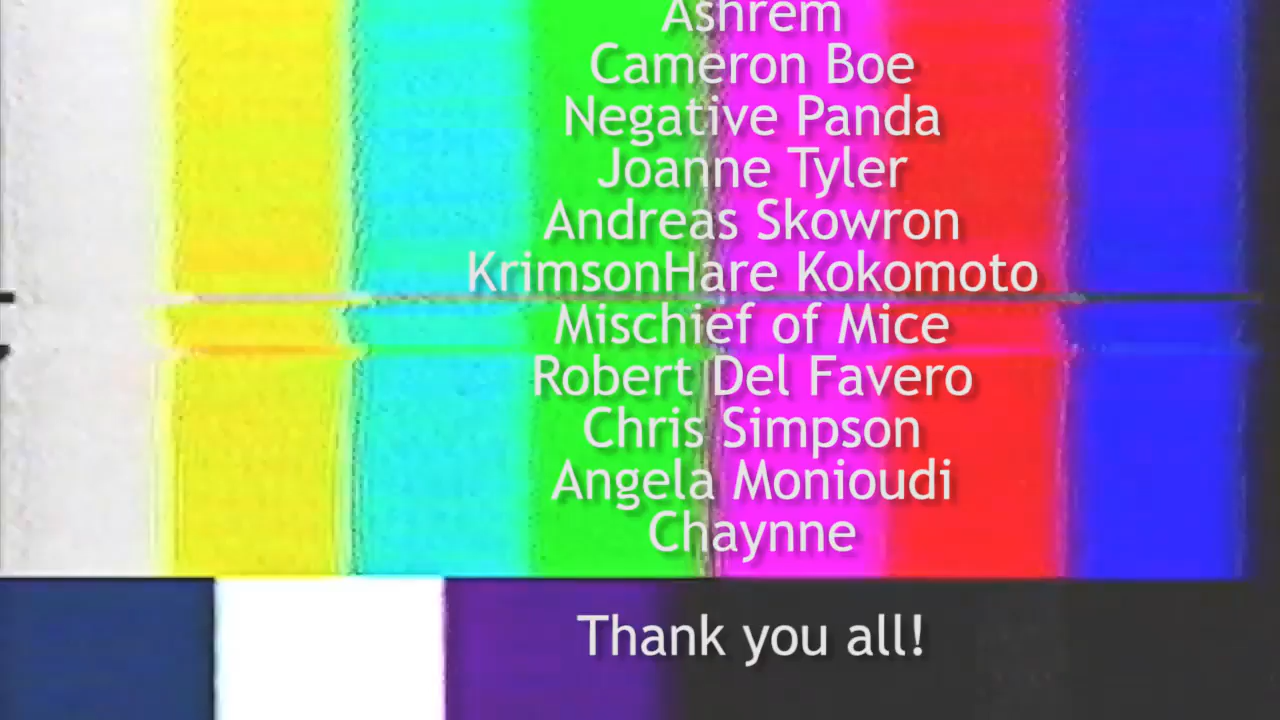 Ashrem
Cameron Boe
Negative Panda
Joanne Tyler
Andreas Skowron
KrimsonHare Kokomoto
Mischief of Mice
Robert Del Favero
Chris Simpson
Angela Monioudi
Chaynne
Thank you all!